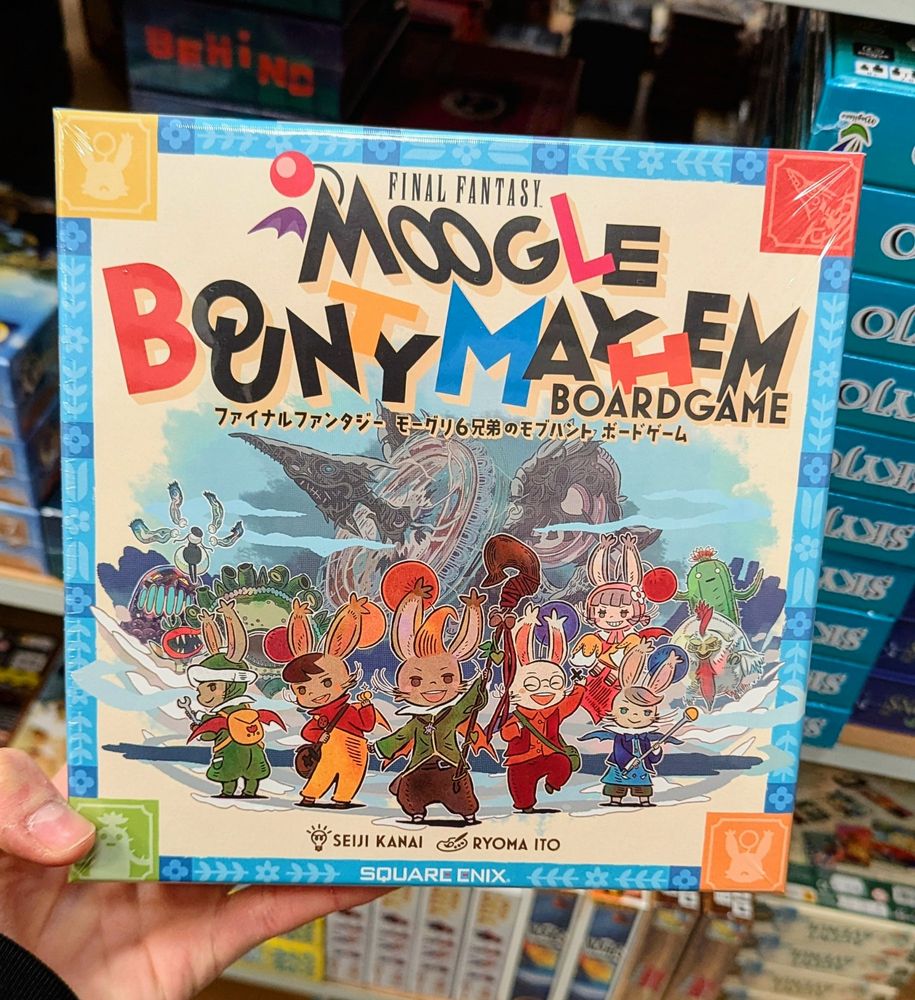 BEHIND
FINAL FANTASY
MOOGLE
BOUNTY MAYHEM
BOARDGAME
ファイナルファンタジー モーグリ6兄弟のモブハント ボードゲーム
SEIJI KANAI RYOMA ITO
SQUARE ENIX